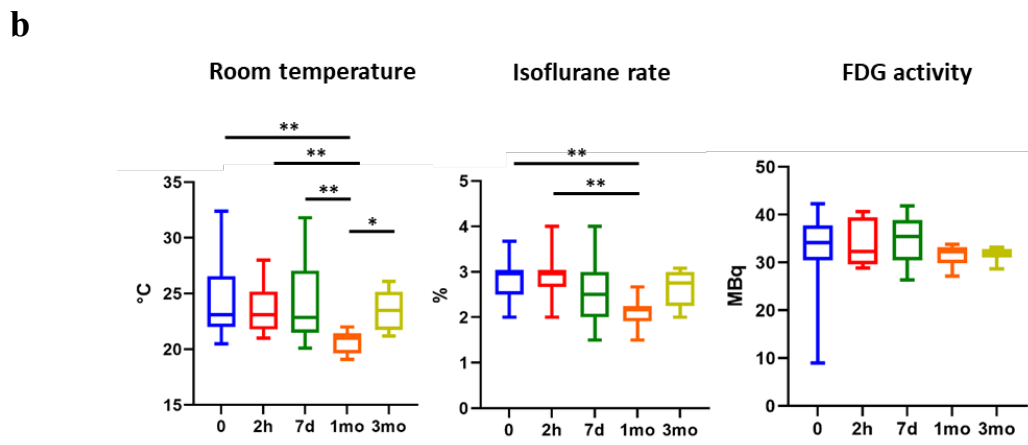 b
Room temperature
Isoflurane rate
FDG activity
**
**
**
*
°C
35
30
25
20
15
0 2h 7d 1mo 3mo
**
**
%
5
4
3
2
1
0
0 2h 7d 1mo 3mo
MBq
50
40
30
20
10
0
0 2h 7d 1mo 3mo